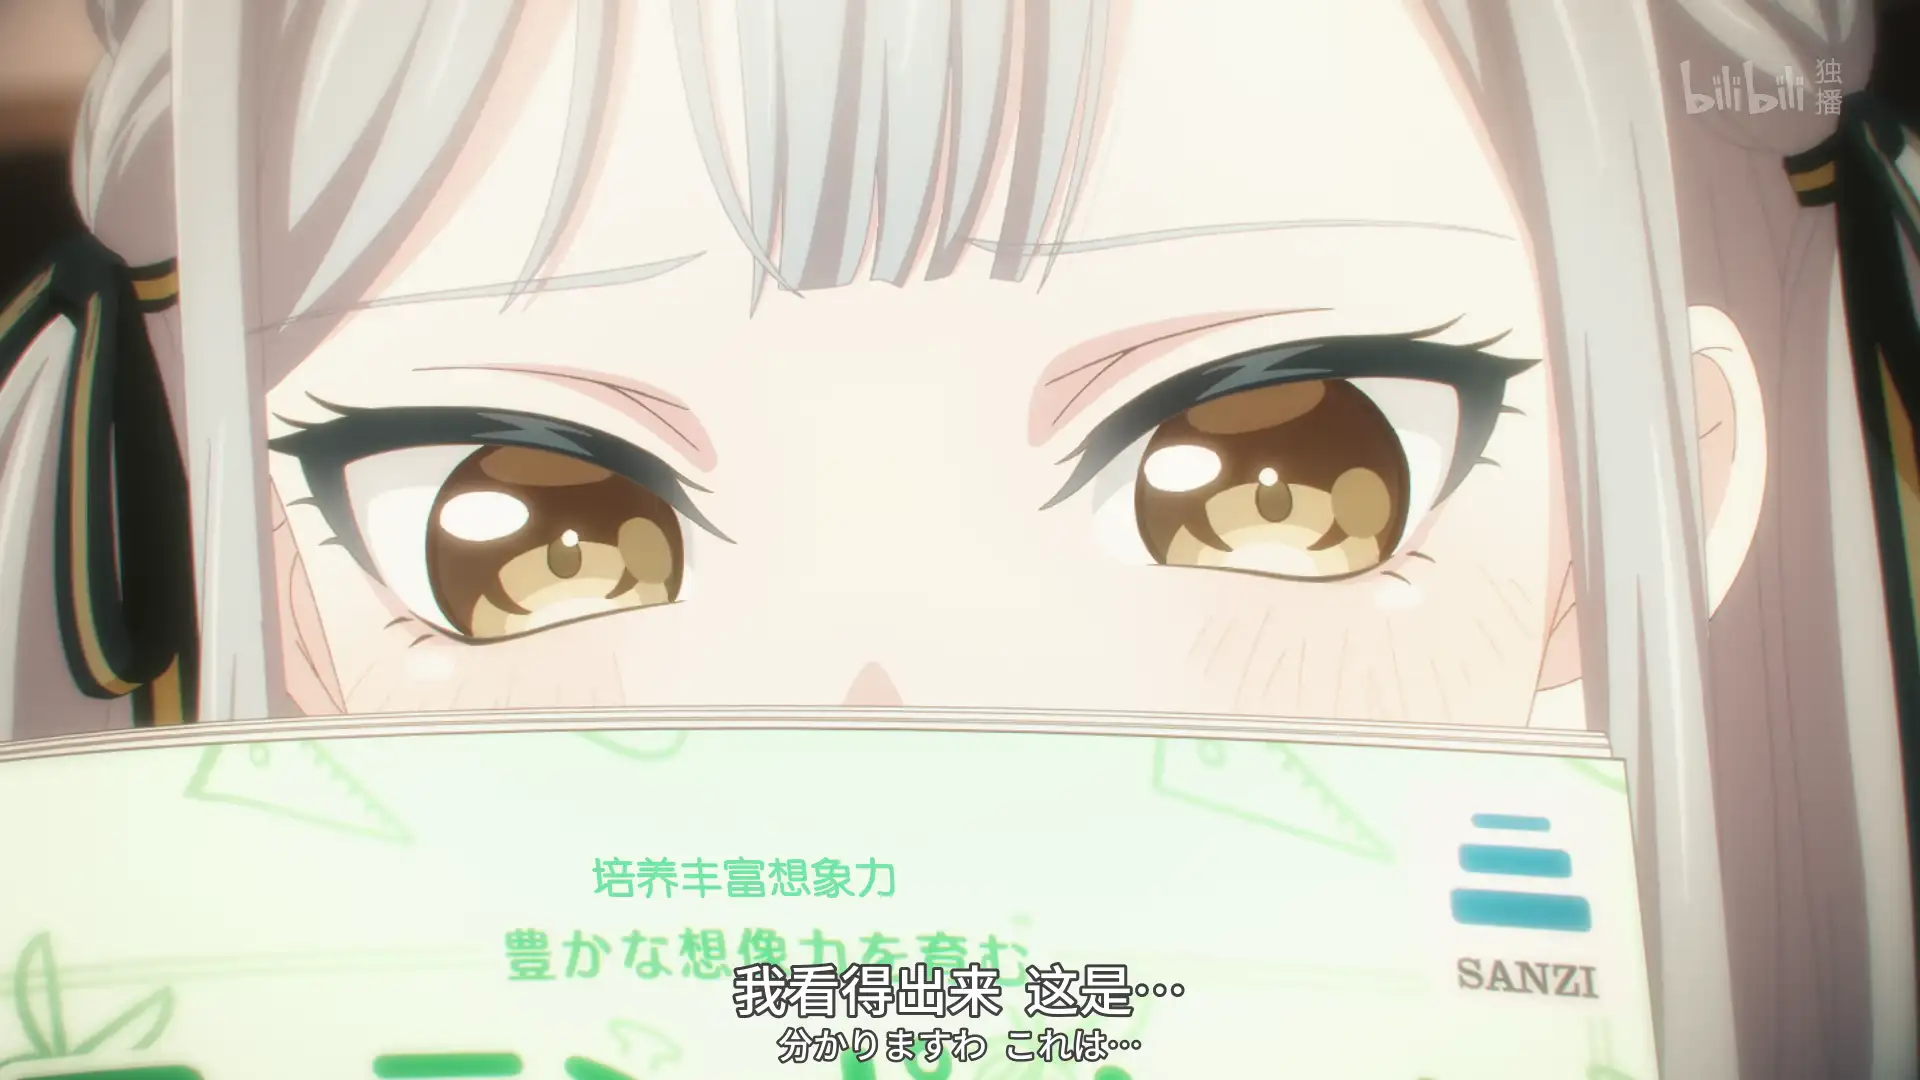 bilibili 独播
培养丰富想象力
豊かな想像力を育む
SANZI
我看得出来 这是…
分かりますわ これは…